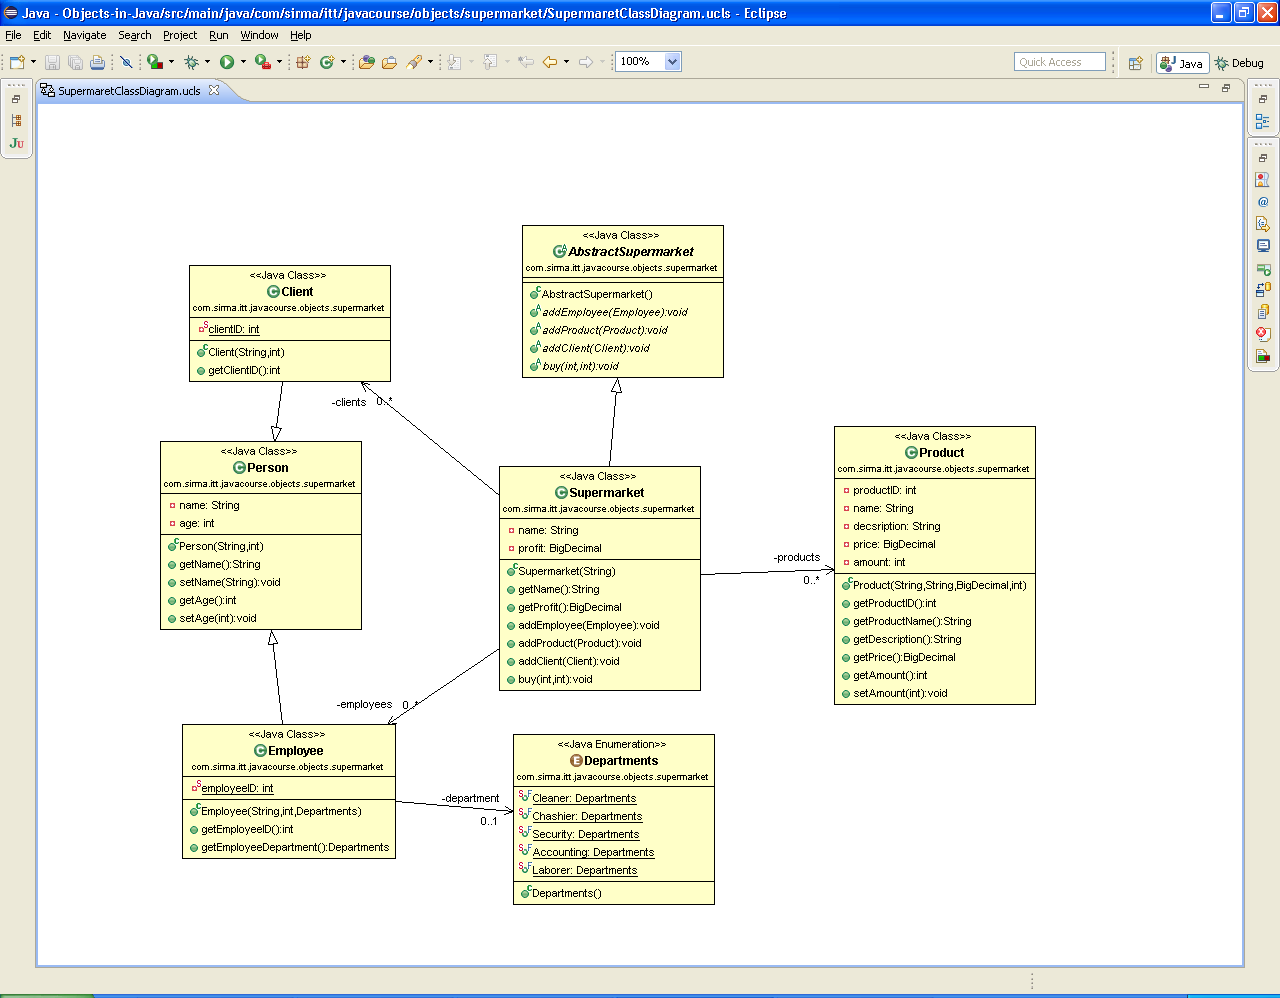 Java - Objects-in-Java/src/main/java/com/sirma/itt/javacourse/objects/supermarket/SupermaretClassDiagram.ucls - Eclipse
File Edit Navigate Search Project Run Window Help
100%
Quick Access
Java
Debug
SupermaretClassDiagram.ucls
JU
@
<<Java Class>>
AbstractSupermarket
com.sirma.itt.javacourse.objects.supermarket
AbstractSupermarket()
addEmployee(Employee):void
addProduct(Product):void
addClient(Client):void
buy(int,int):void
<<Java Class>>
Client
com.sirma.itt.javacourse.objects.supermarket
clientID: int
Client(String,int)
getClientID():int
-clients 0..*
<<Java Class>>
Person
com.sirma.itt.javacourse.objects.supermarket
name: String
age: int
Person(String,int)
getName():String
setName(String):void
getAge():int
setAge(int):void
<<Java Class>>
Supermarket
com.sirma.itt.javacourse.objects.supermarket
name: String
profit: BigDecimal
Supermarket(String)
getName():String
getProfit():BigDecimal
addEmployee(Employee):void
addProduct(Product):void
addClient(Client):void
buy(int,int):void
-products
0..*
<<Java Class>>
Product
com.sirma.itt.javacourse.objects.supermarket
productID: int
name: String
decsription: String
price: BigDecimal
amount: int
Product(String,String,BigDecimal,int)
getProductID():int
getProductName():String
getDescription():String
getPrice():BigDecimal
getAmount():int
setAmount(int):void
-employees 0..*
<<Java Class>>
Employee
com.sirma.itt.javacourse.objects.supermarket
employeeID: int
Employee(String,int,Departments)
getEmployeeID():int
getEmployeeDepartment():Departments
-department
0..1
<<Java Enumeration>>
Departments
com.sirma.itt.javacourse.objects.supermarket
Cleaner: Departments
Chashier: Departments
Security: Departments
Accounting: Departments
Laborer: Departments
Departments()